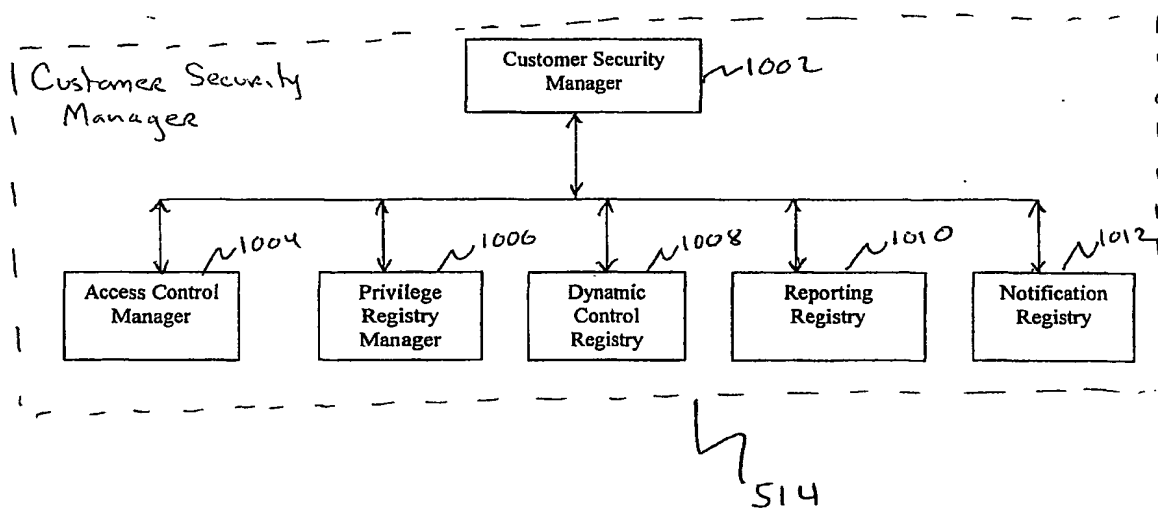 Customer Security
Manager
Customer Security
Manager
1002
1004
1006
1008
1010
1012
Access Control
Manager
Privilege
Registry
Manager
Dynamic
Control
Registry
Reporting
Registry
Notification
Registry
514